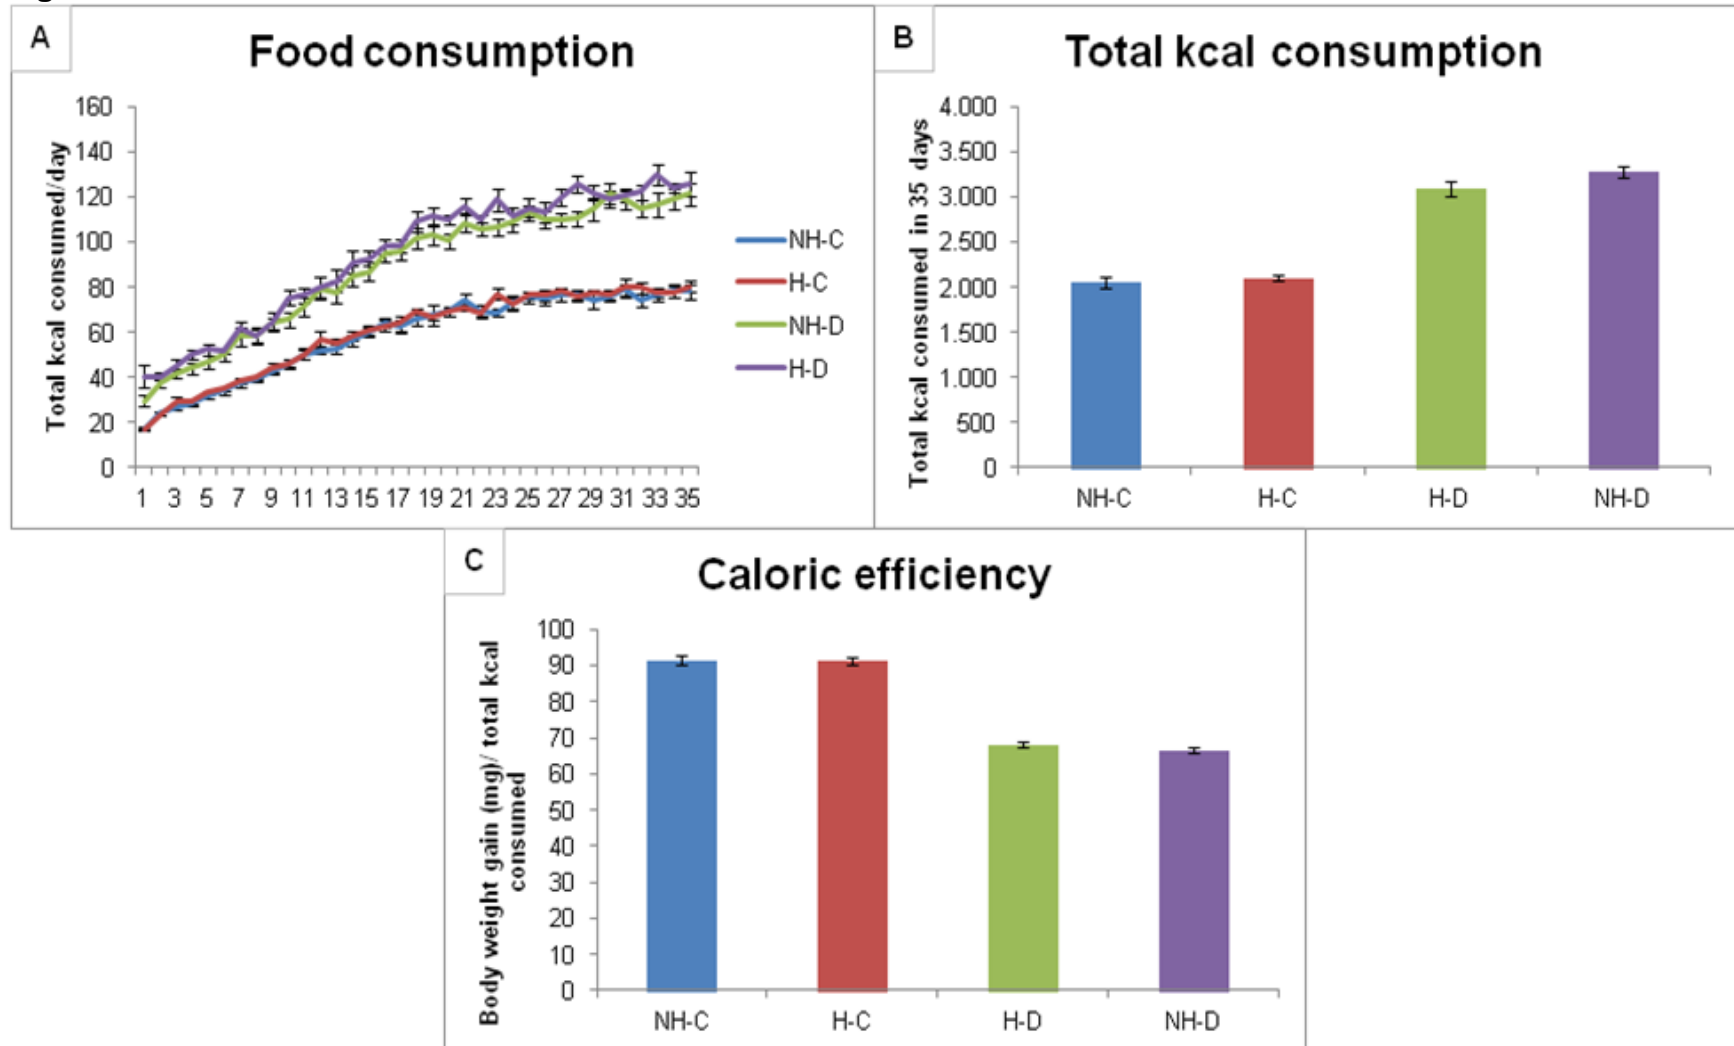 A
Food consumption
Total kcal consumed/day
160
140
120
100
80
60
40
20
0
1 3 5 7 9 11 13 15 17 19 21 23 25 27 29 31 33 35
NH-C
H-C
NH-D
H-D
B
Total kcal consumption
Total kcal consumed in 35 days
4.000
3.500
3.000
2.500
2.000
1.500
1.000
500
0
NH-C H-C H-D NH-D
C
Caloric efficiency
Body weight gain (mg)/ total kcal
consumed
100
90
80
70
60
50
40
30
20
10
0
NH-C H-C H-D NH-D